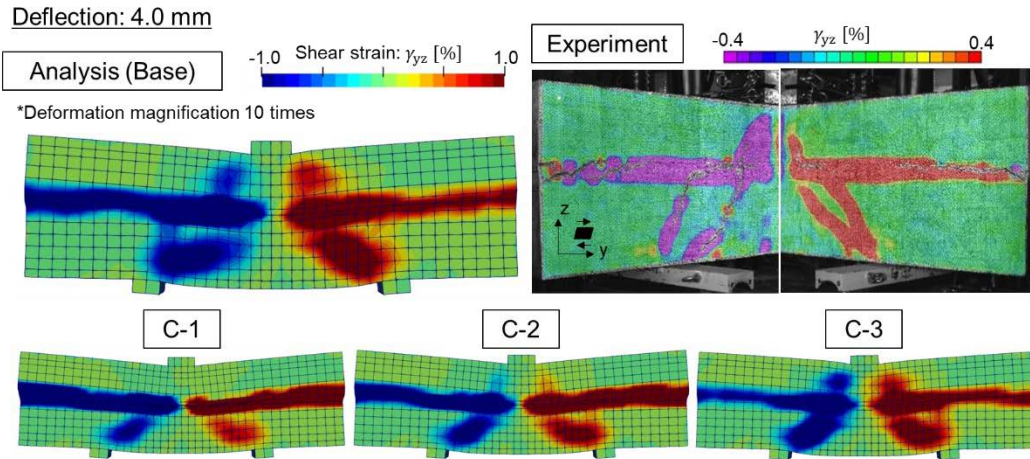 Deflection: 4.0 mm
Analysis (Base)
-1.0 Shear strain: γyz [%] 1.0
*Deformation magnification 10 times
Experiment
-0.4 γyz [%] 0.4
z
y
C-1
C-2
C-3